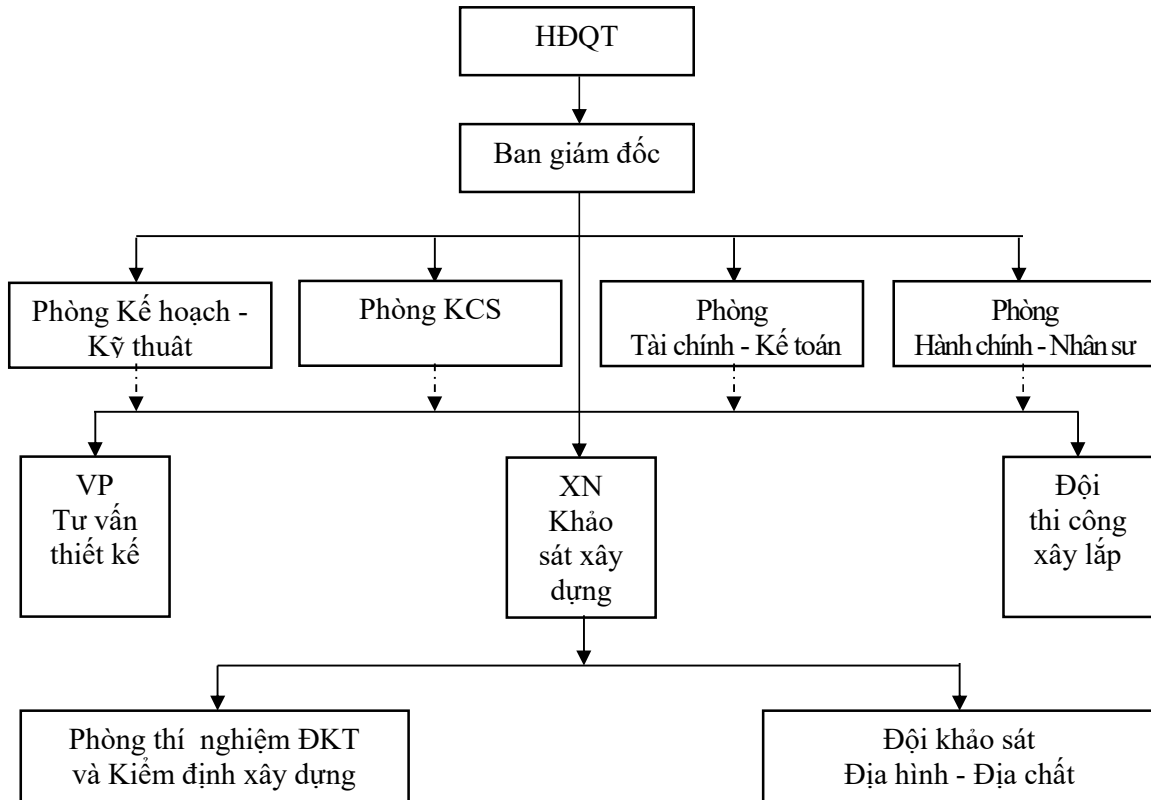 HĐQT
Ban giám đốc
Phòng Kế hoạch -
Kỹ thuât
Phòng KCS
Phòng
Tài chính - Kế toán
Phòng
Hành chính - Nhân sư
VP
Tư vấn
thiết kế
XN
Khảo
sát xây
dựng
Đội
thi công
xây lắp
Phòng thí nghiệm ĐKT
và Kiểm định xây dựng
Đội khảo sát
Địa hình - Địa chất